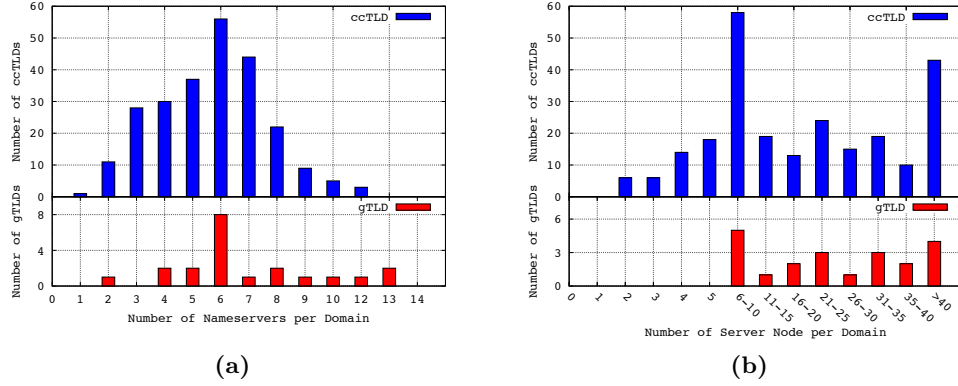 60
50
40
30
20
10
0
Number of ccTLDs
ccTLD
8
4
0
Number of gTLDs
gTLD
0 1 2 3 4 5 6 7 8 9 10 11 12 13 14
Number of Nameservers per Domain
(a)
60
50
40
30
20
10
0
Number of ccTLDs
ccTLD
6
3
0
Number of gTLDs
gTLD
0 1 2 3 4 5 6-10 11-15 16-20 21-25 26-30 31-35 35-40 >40
Number of Server Node per Domain
(b)